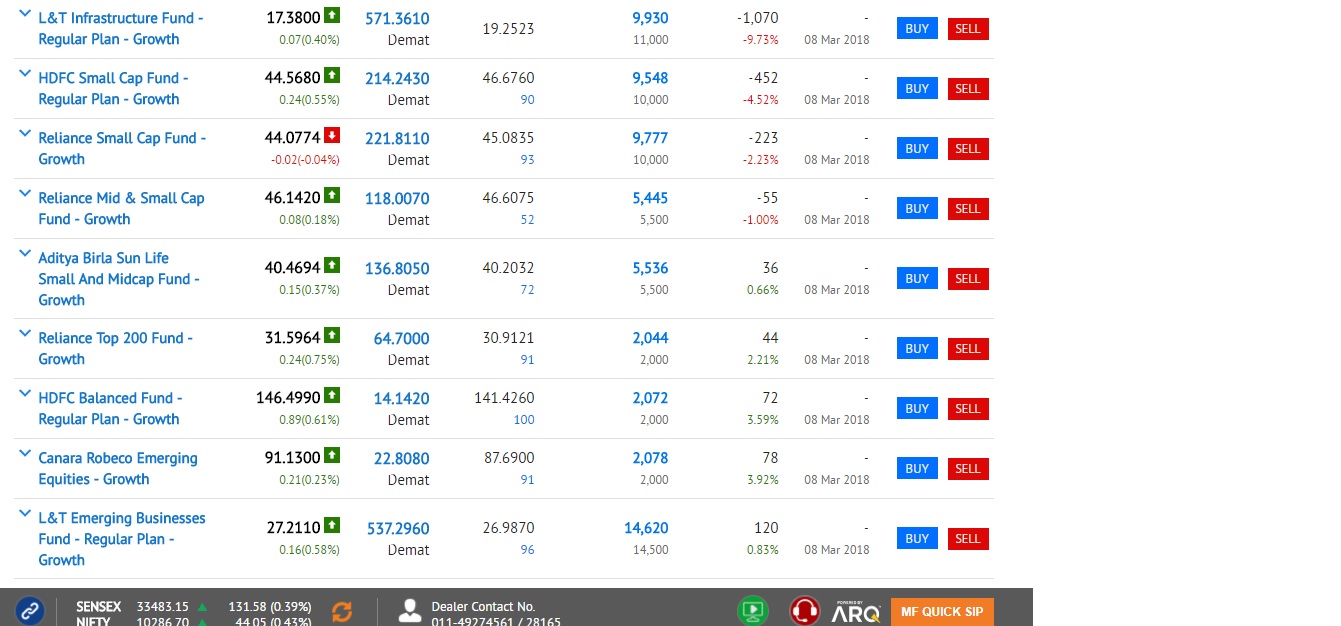 L&T Infrastructure Fund - 17.3800 571.3610 19.2523 9,930 -1,070 - BUY SELL
Regular Plan - Growth 0.07(0.40%) Demat 11,000 -9.73% 08 Mar 2018
HDFC Small Cap Fund - 44.5680 214.2430 46.6760 9,548 -452 - BUY SELL
Regular Plan - Growth 0.24(0.55%) Demat 90 10,000 -4.52% 08 Mar 2018
Reliance Small Cap Fund - 44.0774 221.8110 45.0835 9,777 -223 - BUY SELL
Growth -0.02(-0.04%) Demat 93 10,000 -2.23% 08 Mar 2018
Reliance Mid & Small Cap 46.1420 118.0070 46.6075 5,445 -55 - BUY SELL
Fund - Growth 0.08(0.18%) Demat 52 5,500 -1.00% 08 Mar 2018
Aditya Birla Sun Life
Small And Midcap Fund - 40.4694 136.8050 40.2032 5,536 36 - BUY SELL
Growth 0.15(0.37%) Demat 72 5,500 0.66% 08 Mar 2018
Reliance Top 200 Fund - 31.5964 64.7000 30.9121 2,044 44 - BUY SELL
Growth 0.24(0.75%) Demat 91 2,000 2.21% 08 Mar 2018
HDFC Balanced Fund - 146.4990 14.1420 141.4260 2,072 72 - BUY SELL
Regular Plan - Growth 0.89(0.61%) Demat 100 2,000 3.59% 08 Mar 2018
Canara Robeco Emerging 91.1300 22.8080 87.6900 2,078 78 - BUY SELL
Equities - Growth 0.21(0.23%) Demat 91 2,000 3.92% 08 Mar 2018
L&T Emerging Businesses
Fund - Regular Plan - 27.2110 537.2960 26.9870 14,620 120 - BUY SELL
Growth 0.16(0.58%) Demat 96 14,500 0.83% 08 Mar 2018
SENSEX 33483.15 131.58 (0.39%) Dealer Contact No. POWERED BY ARQ MF QUICK SIP
NIFTY 10286.70 44.05 (0.43%) 011-49274561 / 28165